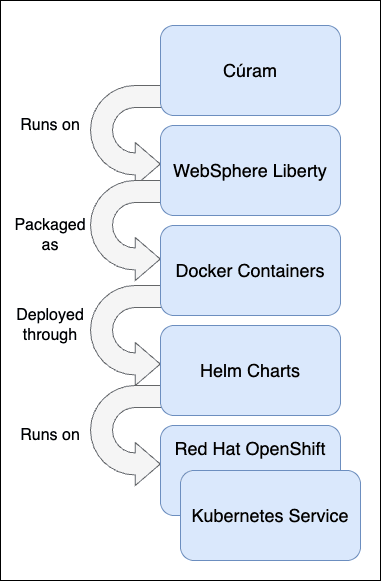 Cúram
Runs on
WebSphere Liberty
Packaged
as
Docker Containers
Deployed
through
Helm Charts
Runs on
Red Hat OpenShift
Kubernetes Service